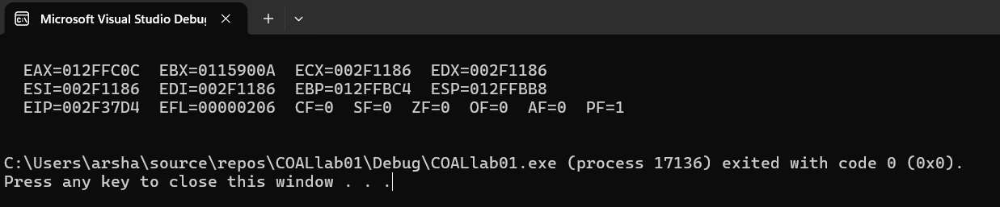 Microsoft Visual Studio Debug
EAX=012FFC0C  EBX=0115900A  ECX=002F1186  EDX=002F1186
ESI=002F1186  EDI=002F1186  EBP=012FFBC4  ESP=012FFBB8
EIP=002F37D4  EFL=00000206  CF=0  SF=0  ZF=0  OF=0  AF=0  PF=1
C:\Users\arsha\source\repos\COALlab01\Debug\COALlab01.exe (process 17136) exited with code 0 (0x0).
Press any key to close this window . . .